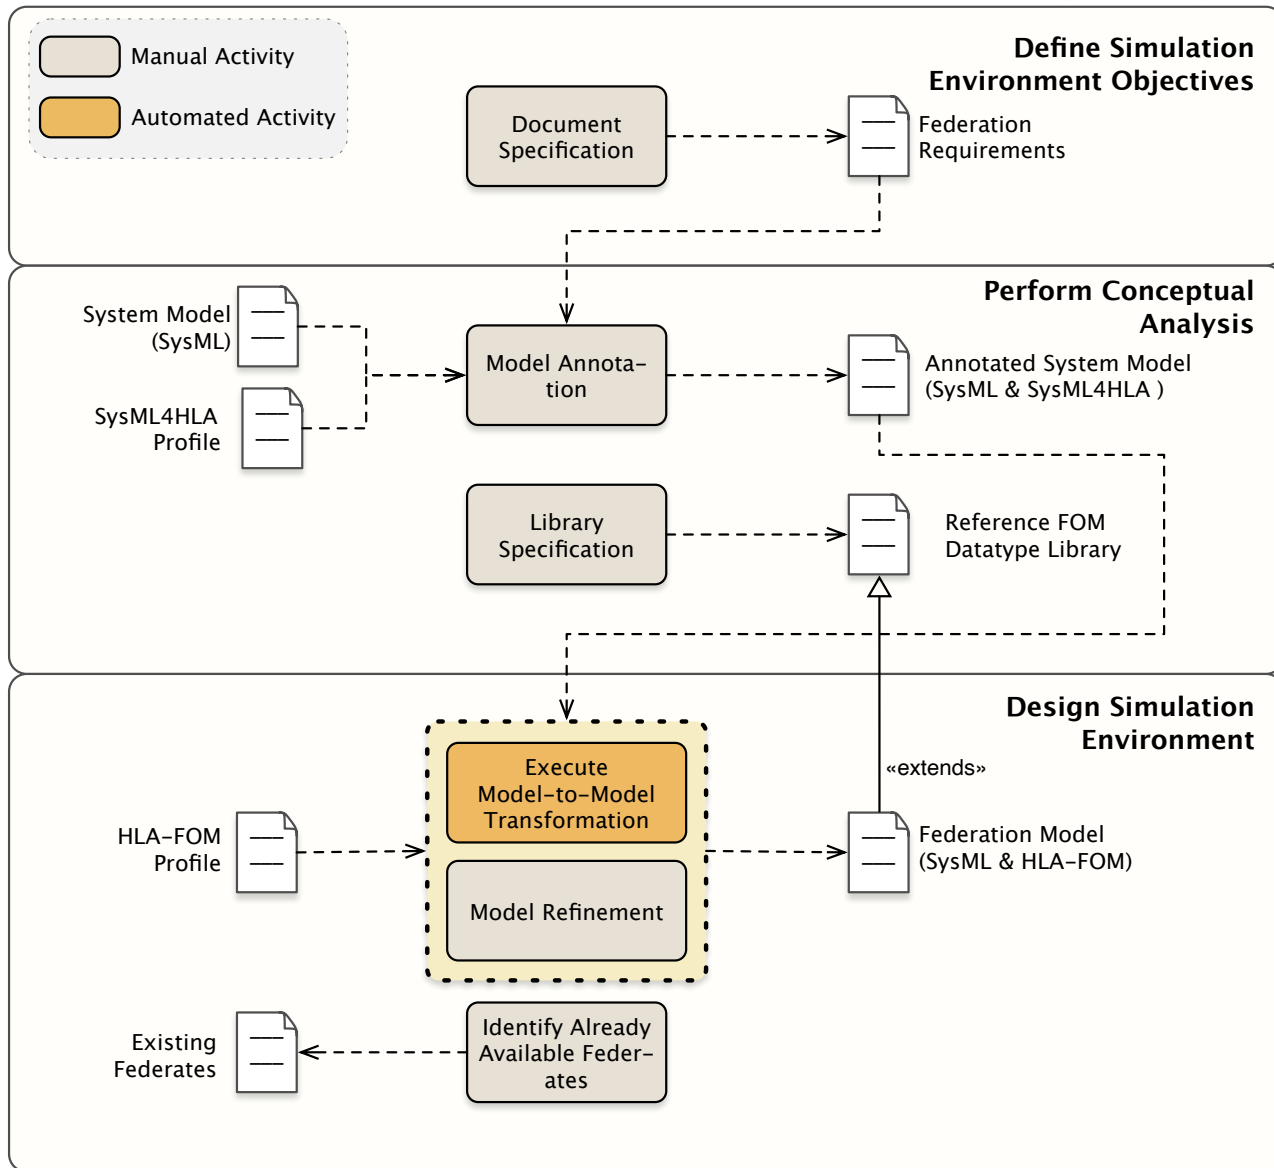 Manual Activity
Automated Activity
Define Simulation
Environment Objectives
Document
Specification
Federation
Requirements
Perform Conceptual
Analysis
System Model
(SysML)
SysML4HLA
Profile
Model Annota-
tion
Annotated System Model
(SysML & SysML4HLA )
Library
Specification
Reference FOM
Datatype Library
Design Simulation
Environment
«extends»
Execute
Model-to-Model
Transformation
HLA-FOM
Profile
Model Refinement
Federation Model
(SysML & HLA-FOM)
Existing
Federates
Identify Already
Available Feder-
ates